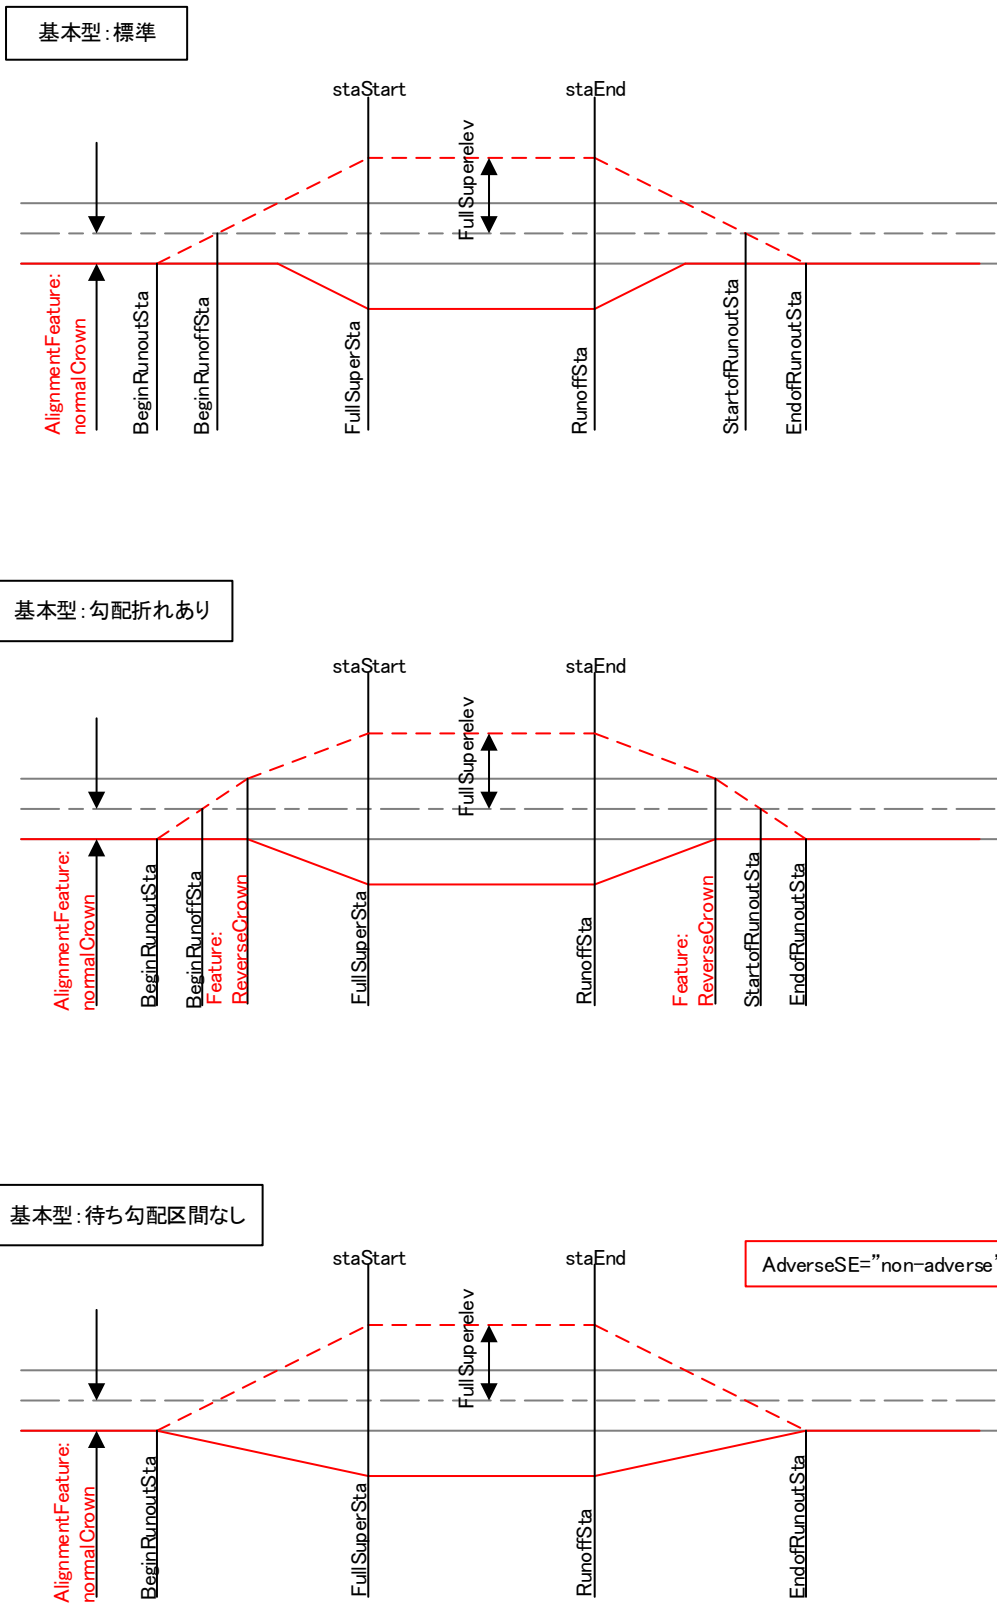 基本型：標準
staStart
staEnd
FullSuperelev
AlignmentFeature:
normalCrown
BeginRunoutSta
BeginRunoffSta
FullSuperSta
RunoffSta
StartofRunoutSta
EndofRunoutSta
基本型：勾配折れあり
staStart
staEnd
FullSuperelev
AlignmentFeature:
normalCrown
BeginRunoutSta
BeginRunoffSta
Feature:
ReverseCrown
FullSuperSta
RunoffSta
Feature:
ReverseCrown
StartofRunoutSta
EndofRunoutSta
基本型：待ち勾配区間なし
staStart
staEnd
AdverseSE=”non-adverse”
FullSuperelev
AlignmentFeature:
normalCrown
BeginRunoutSta
FullSuperSta
RunoffSta
EndofRunoutSta